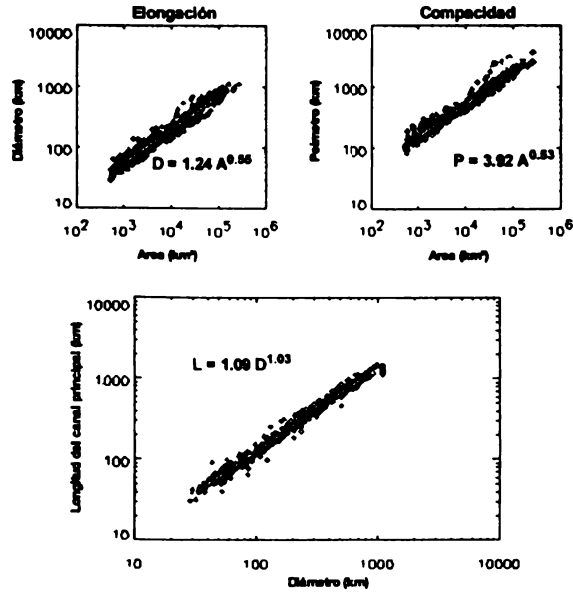 Elongación
Diámetro (km)
10000
1000
100
10
D = 1.24 A^0.55
10^2 10^3 10^4 10^5 10^6
Area (km²)
Compacidad
Perímetro (km)
10000
1000
100
10
P = 3.92 A^0.53
10^2 10^3 10^4 10^5 10^6
Area (km²)
Longitud del canal principal (km)
10000
1000
100
10
L = 1.09 D^1.03
10 100 1000 10000
Diámetro (km)